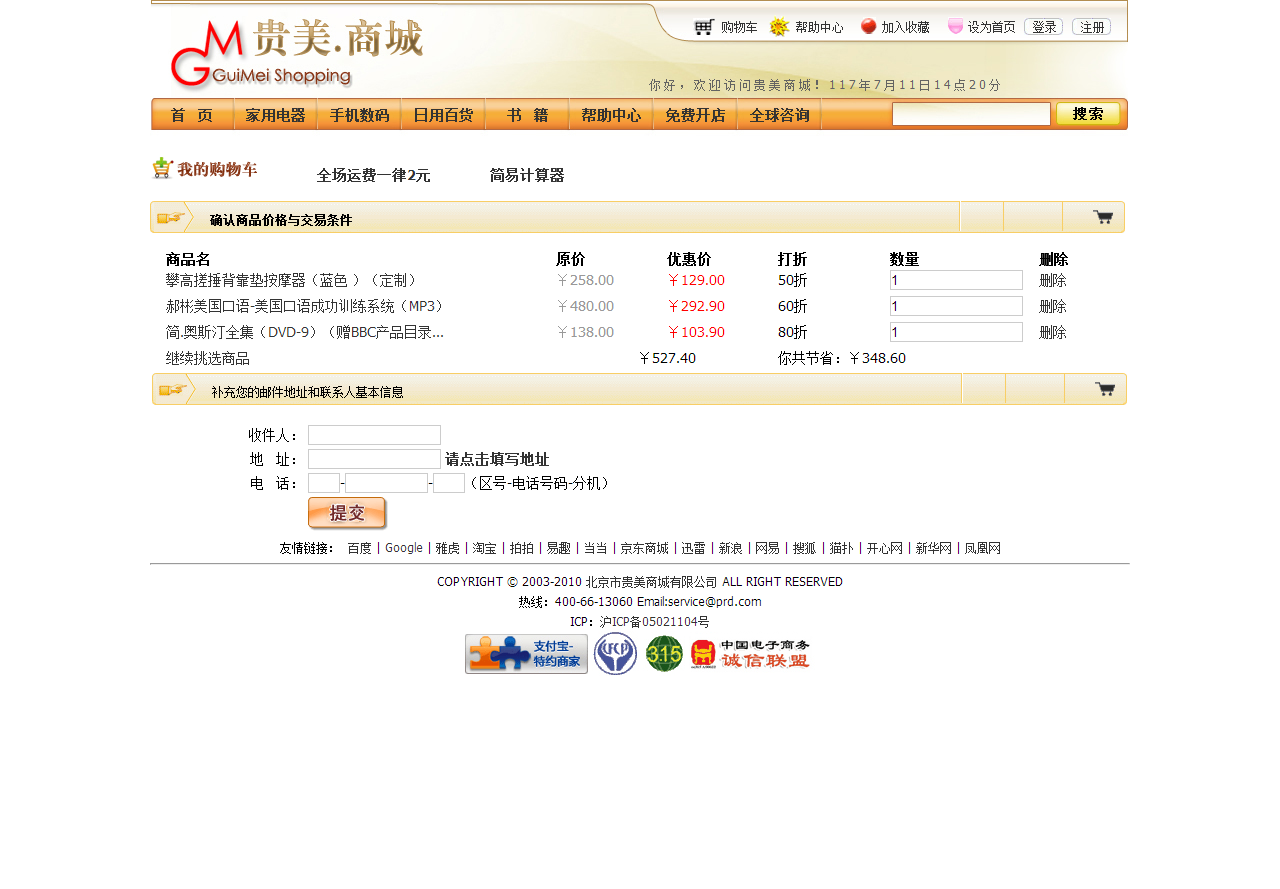 贵美.商城
GM GuiMei Shopping
购物车 帮助中心 加入收藏 设为首页 登录 注册
你好，欢迎访问贵美商城！117年7月11日14点20分
首 页 家用电器 手机数码 日用百货 书 籍 帮助中心 免费开店 全球咨询 搜索
我的购物车 全场运费一律2元 简易计算器
确认商品价格与交易条件
商品名 原价 优惠价 打折 数量 删除
攀高搓捶背靠垫按摩器（蓝色 ）（定制） ￥258.00 ￥129.00 50折 1 删除
郝彬美国口语-美国口语成功训练系统（MP3） ￥480.00 ￥292.90 60折 1 删除
简.奥斯汀全集（DVD-9）（赠BBC产品目录... ￥138.00 ￥103.90 80折 1 删除
继续挑选商品 ￥527.40 你共节省：￥348.60
补充您的邮件地址和联系人基本信息
收件人：
地 址： 请点击填写地址
电 话： - - （区号-电话号码-分机）
提交
友情链接： 百度 | Google | 雅虎 | 淘宝 | 拍拍 | 易趣 | 当当 | 京东商城 | 迅雷 | 新浪 | 网易 | 搜狐 | 猫扑 | 开心网 | 新华网 | 凤凰网
COPYRIGHT © 2003-2010 北京市贵美商城有限公司 ALL RIGHT RESERVED
热线：400-66-13060 Email:service@prd.com
ICP：沪ICP备05021104号
支付宝-
特约商家
CFCP
315
中国电子商务
诚信联盟